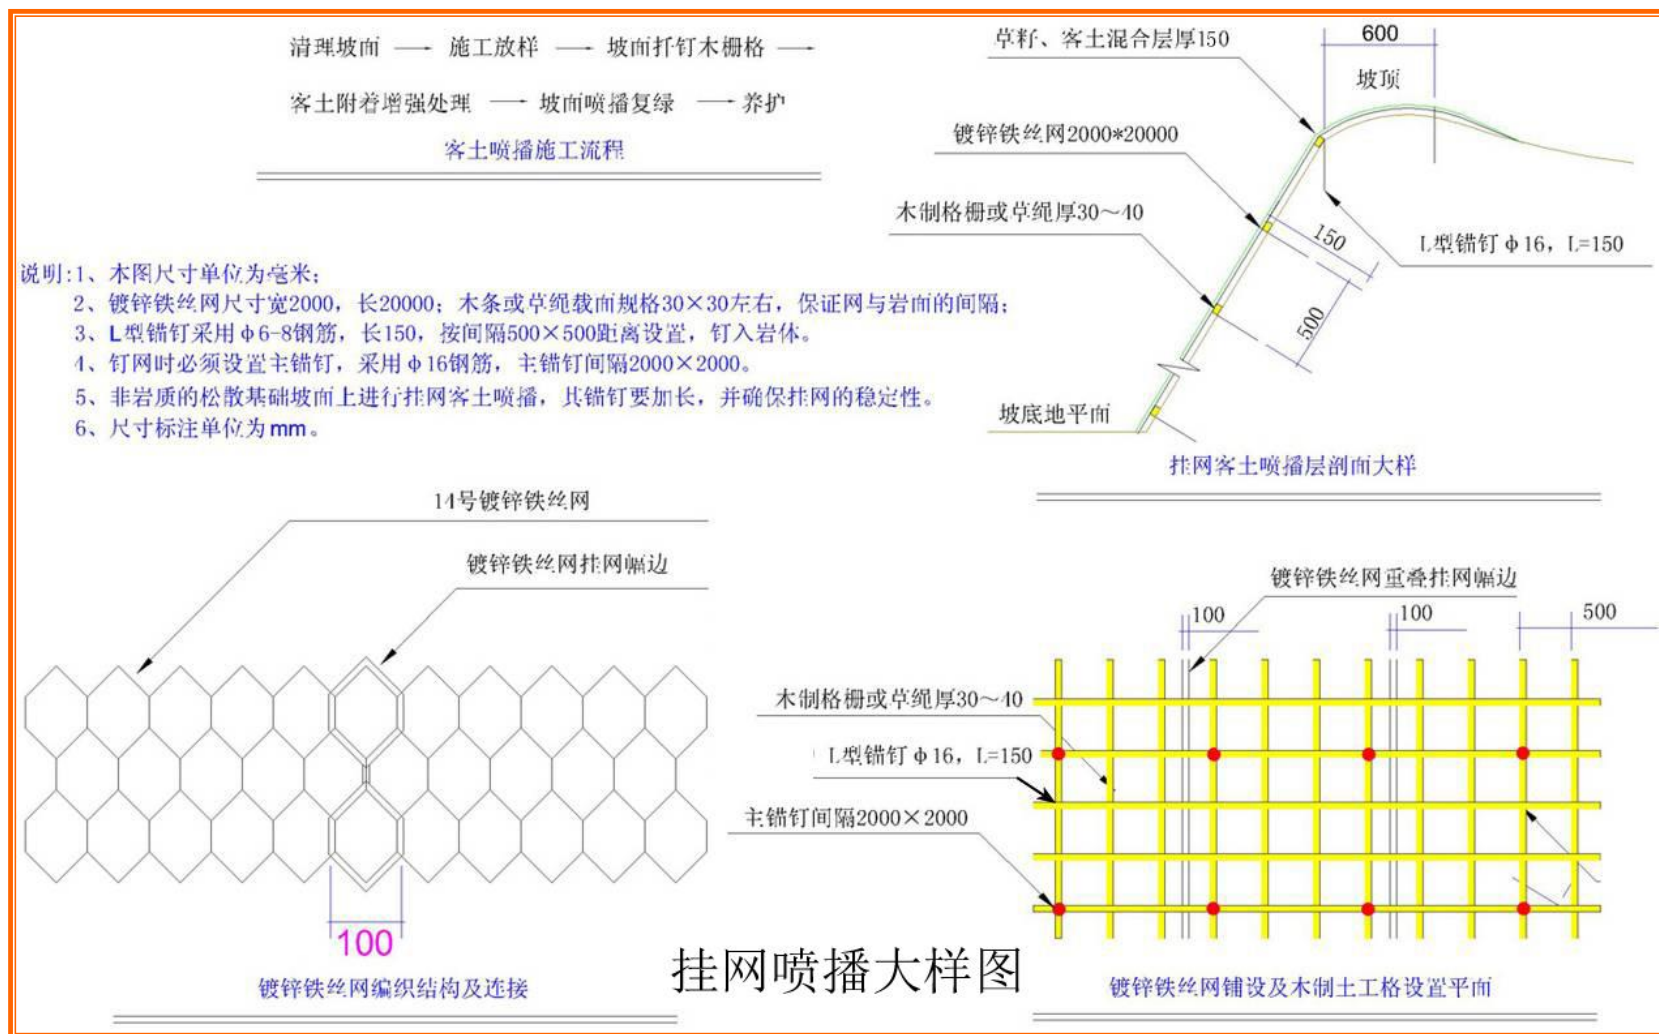 清理坡面 → 施工放样 → 坡面打钉木栅格 →
客土附着增强处理 → 坡面喷播复绿 → 养护
客土喷播施工流程
说明:1、本图尺寸单位为毫米;
2、镀锌铁丝网尺寸宽2000，长20000；木条或草绳载面规格30×30左右，保证网与岩面的间隔；
3、L型锚钉采用φ6-8钢筋，长150，按间隔500×500距离设置，钉入岩体。
4、钉网时必须设置主锚钉，采用φ16钢筋，主锚钉间隔2000×2000。
5、非岩质的松散基础坡面上进行挂网客土喷播，其锚钉要加长，并确保挂网的稳定性。
6、尺寸标注单位为mm。
草籽、客土混合层厚150
600
坡顶
镀锌铁丝网2000*20000
木制格栅或草绳厚30～40
150
L型锚钉φ16，L=150
500
坡底地平面
挂网客土喷播层剖面大样
14号镀锌铁丝网
镀锌铁丝网挂网幅边
100
镀锌铁丝网编织结构及连接
镀锌铁丝网重叠挂网幅边
100
100
500
木制格栅或草绳厚30～40
L型锚钉φ16，L=150
主锚钉间隔2000×2000
镀锌铁丝网铺设及木制土工格设置平面
挂网喷播大样图